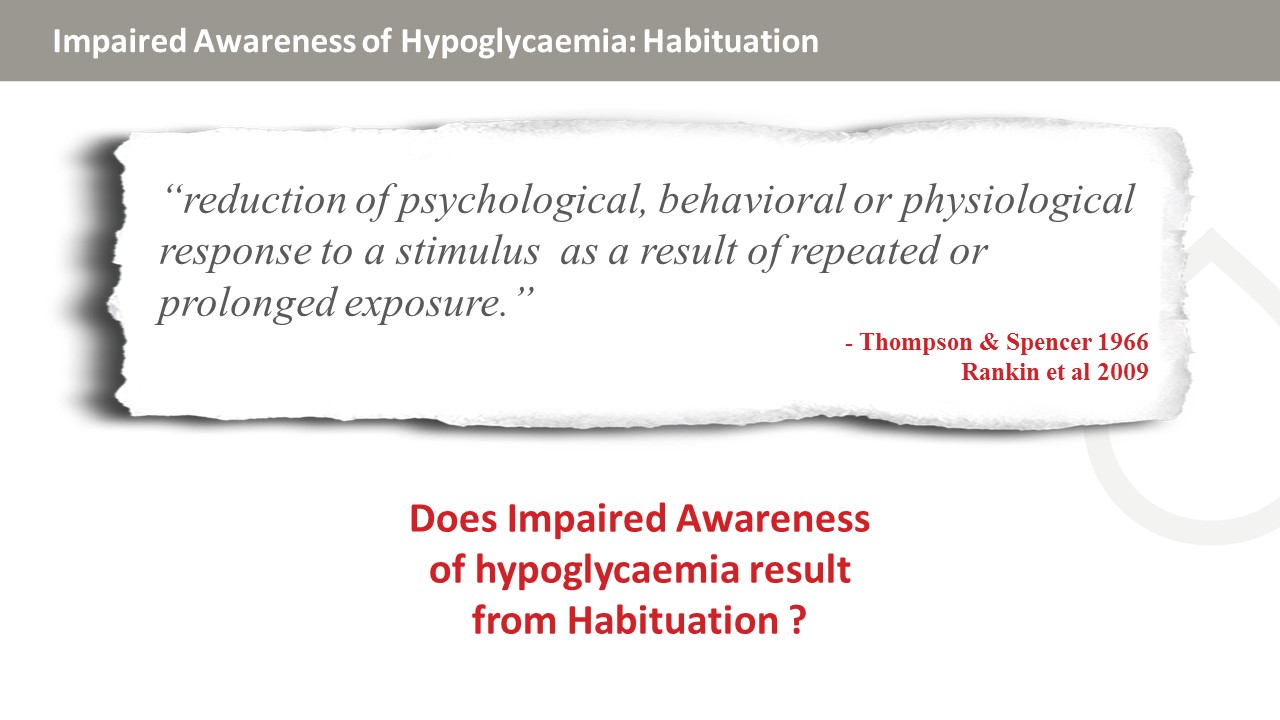 Impaired Awareness of Hypoglycaemia: Habituation
“reduction of psychological, behavioral or physiological
response to a stimulus  as a result of repeated or
prolonged exposure.”
- Thompson & Spencer 1966
Rankin et al 2009
Does Impaired Awareness
of hypoglycaemia result
from Habituation ?